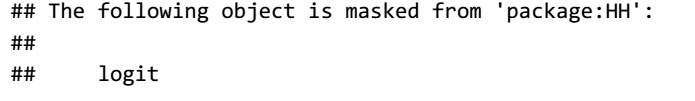 ## The following object is masked from 'package:HH':
##
##     logit